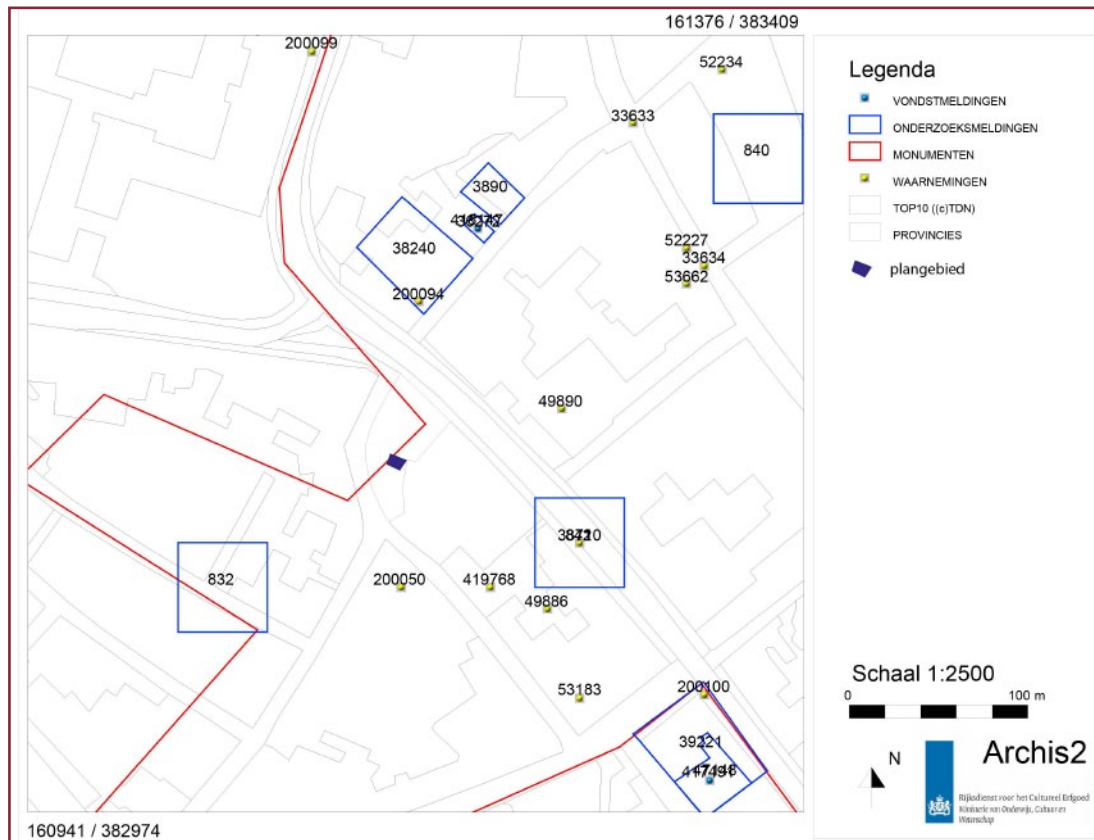 161376 / 383409
200099
52234
33633
840
3890
38240
52227
33634
53662
200094
49890
832
200050
419768
49886
53183
200100
39221
160941 / 382974
Legenda
VONDSTMELDINGEN
ONDERZOEKSMELDINGEN
MONUMENTEN
WAARNEMINGEN
TOP10 ((c)TDN)
PROVINCIES
plangebied
Schaal 1:2500
0 100 m
N
Archis2
Rijksdienst voor het Cultureel Erfgoed
Ministerie van Onderwijs, Cultuur en
Wetenschap